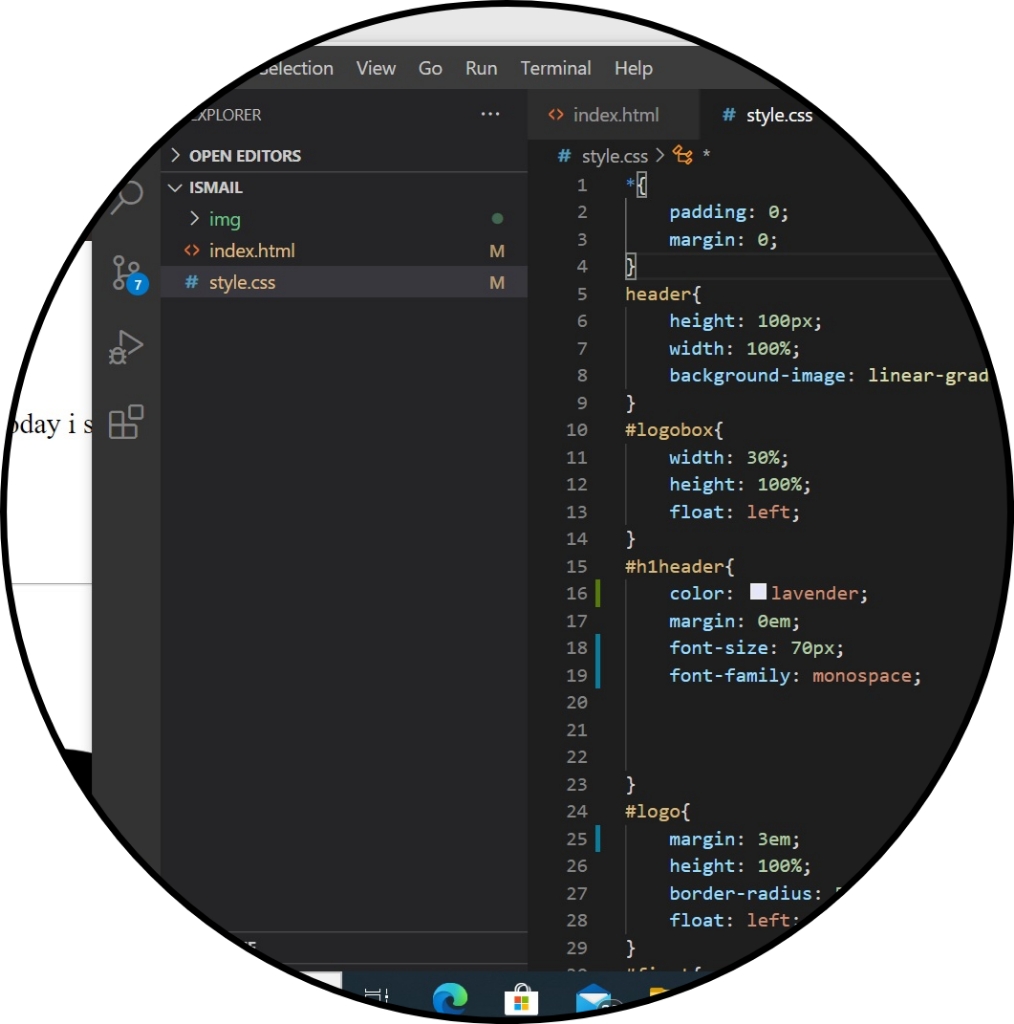 Selection View Go Run Terminal Help
EXPLORER ···
OPEN EDITORS
ISMAIL
img
index.html M
style.css M
7
oday i s
index.html # style.css
# style.css > *
1 *{
2 padding: 0;
3 margin: 0;
4 }
5 header{
6 height: 100px;
7 width: 100%;
8 background-image: linear-grad
9 }
10 #logobox{
11 width: 30%;
12 height: 100%;
13 float: left;
14 }
15 #h1header{
16 color: lavender;
17 margin: 0em;
18 font-size: 70px;
19 font-family: monospace;
20
21
22
23 }
24 #logo{
25 margin: 3em;
26 height: 100%;
27 border-radius:
28 float: left;
29 }